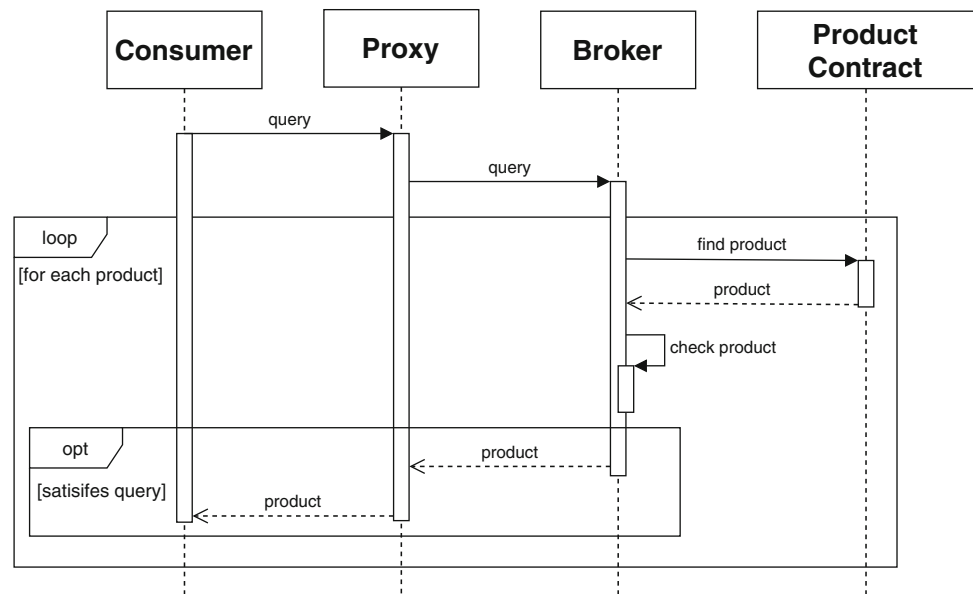 Consumer
Proxy
Broker
Product
Contract
query
query
loop
[for each product]
find product
product
check product
opt
[satisifes query]
product
product